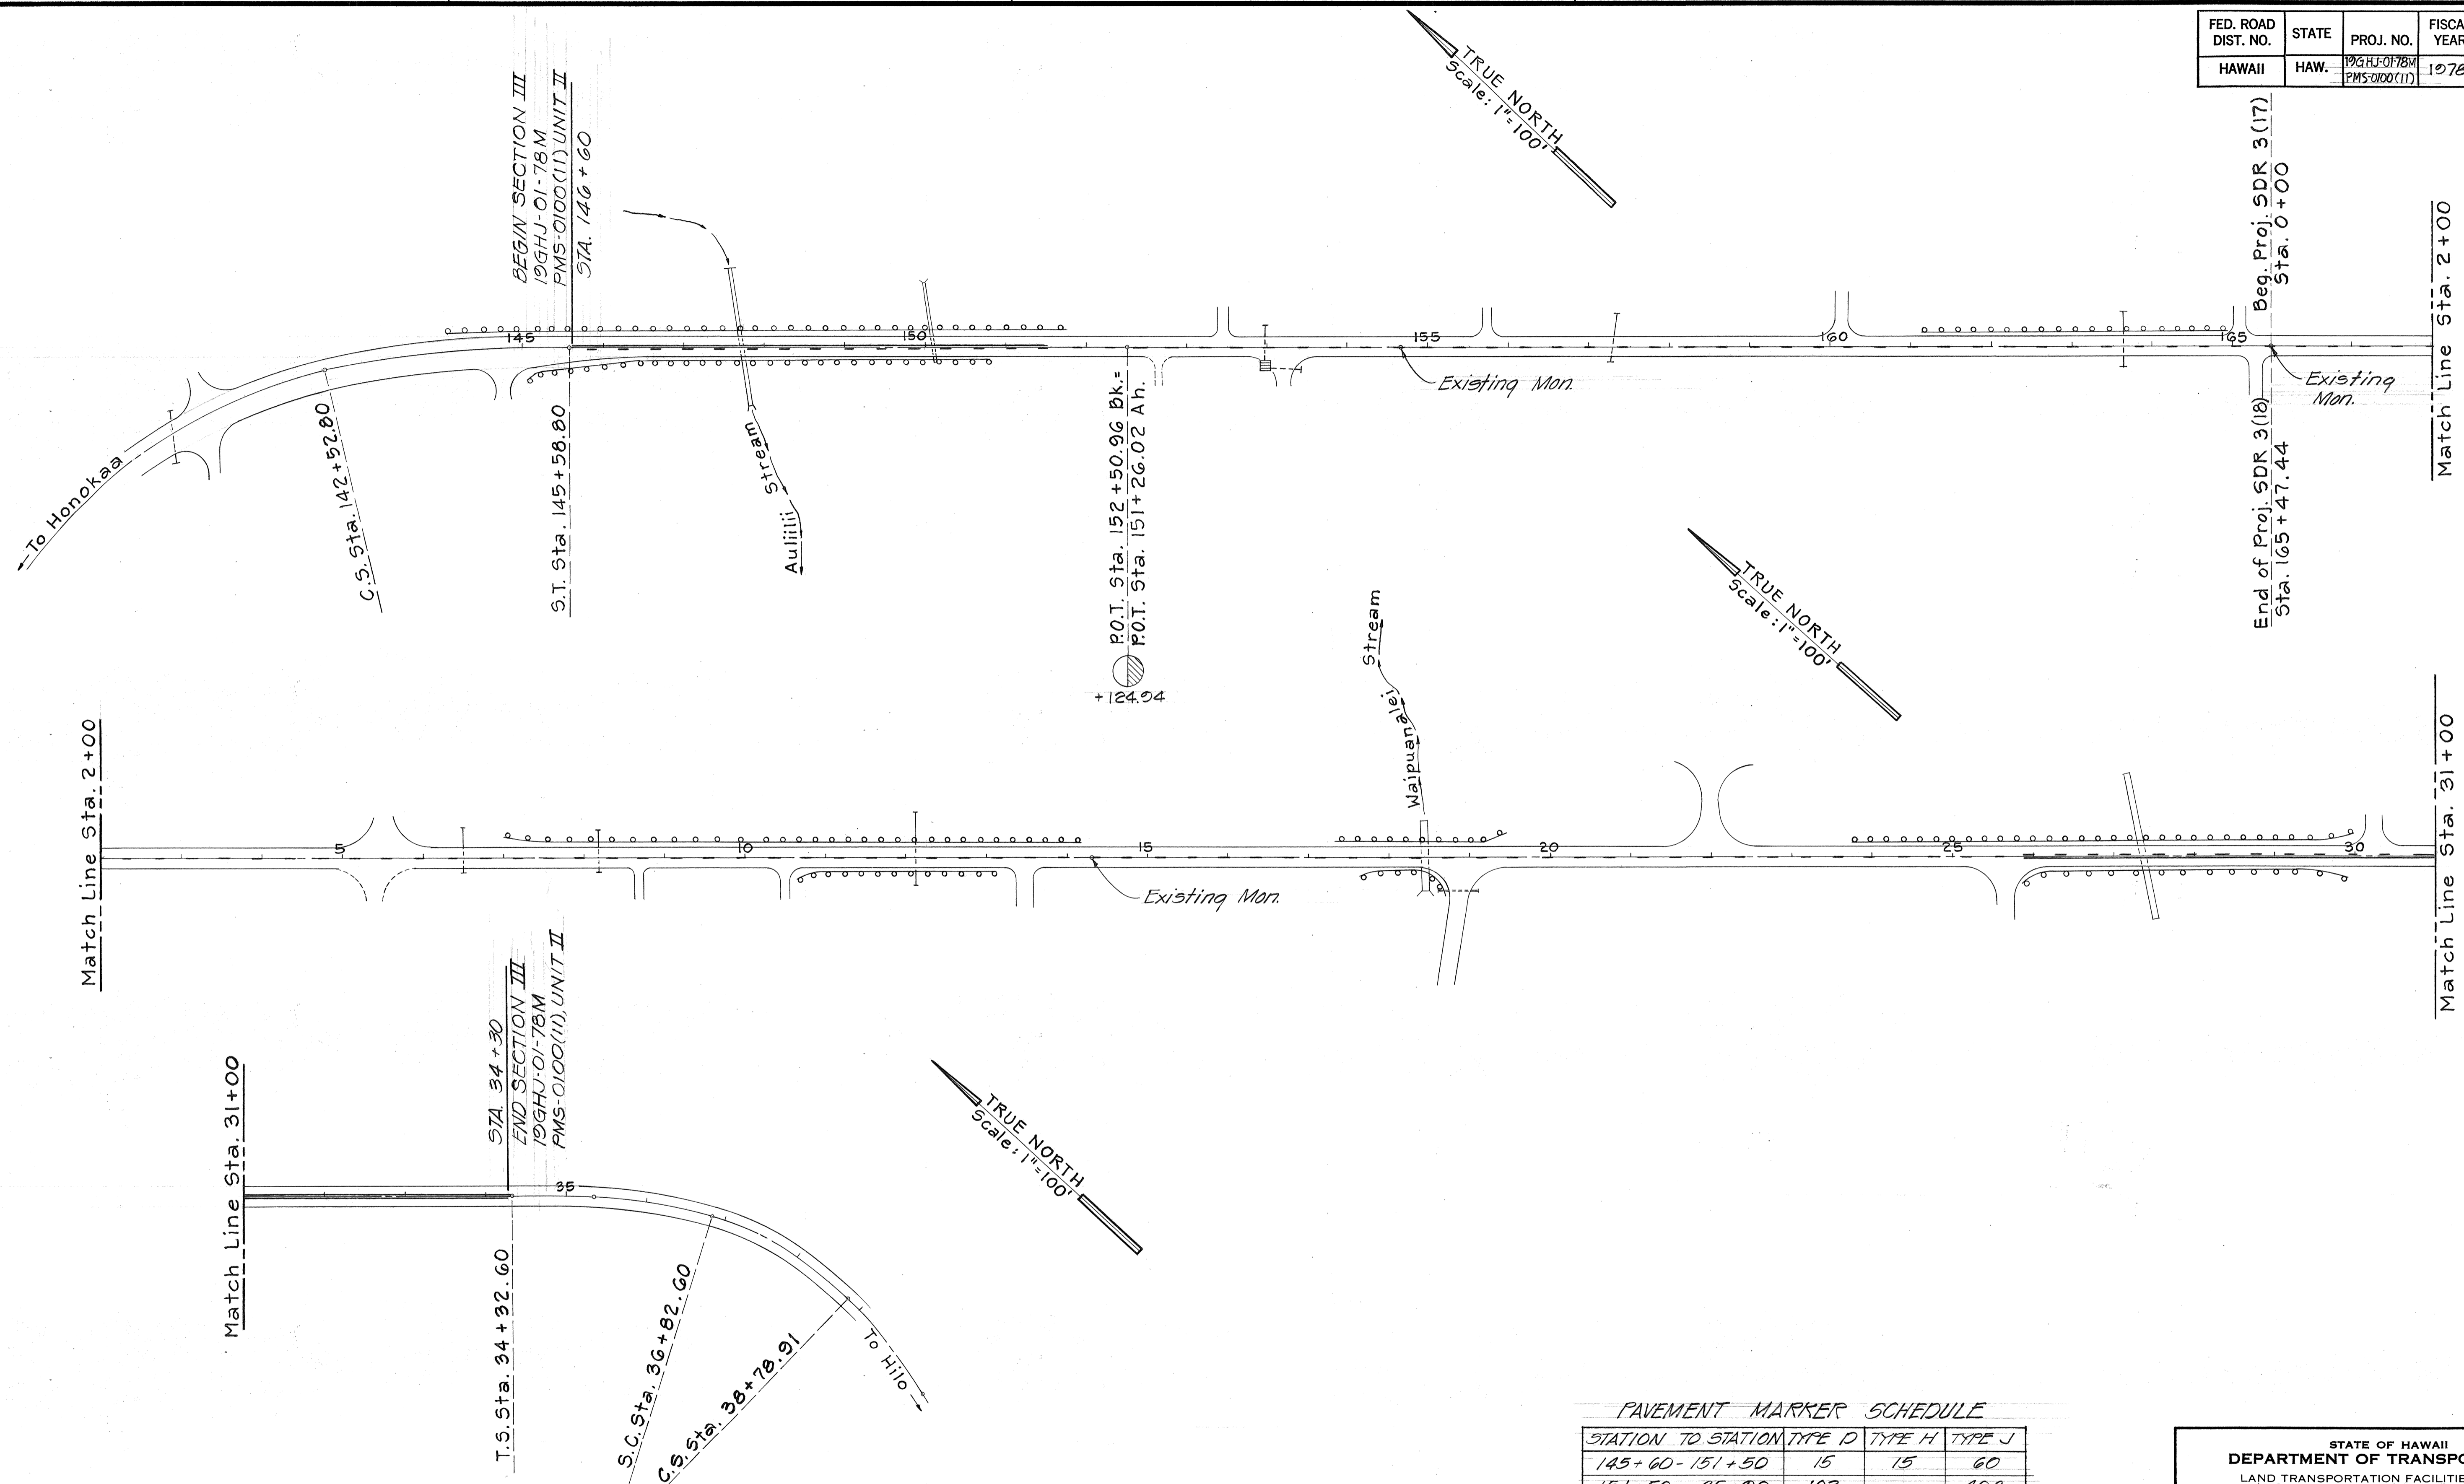 FED. ROAD DIST. NO. STATE PROJ. NO.
HAWAII HAW. 19GHJ-01-78M PMS-0100(11) 1978
BEGIN SECTION III
19GHJ-01-78M
PMS-0100(11), UNIT II
STA. 146+60
TRUE NORTH
Scale: 1"=100'
Beg. Proj. SDR 3(17)
Sta. 0+00
Match Line Sta. 2+00
145
150
155
160
165
Existing Mon.
Existing
Mon.
To Honokaa
C.S. Sta. 142+52.80
S.T. Sta. 145+58.80
Auliilii Stream
P.O.T. Sta. 152+50.96 Bk.=
P.O.T. Sta. 151+26.02 Ah.
+124.94
End of Proj. SDR 3(18)
Sta. 165+47.44
TRUE NORTH
Scale: 1"=100'
Match Line Sta. 2+00
Waipuanalei Stream
5
10
15
20
25
30
Existing Mon.
Match Line Sta. 31+00
STA. 34+30
END SECTION III
19GHJ-01-78M
PMS-0100(11), UNIT II
TRUE NORTH
Scale: 1"=100'
Match Line Sta. 31+00
35
T.S. Sta. 34+32.60
S.C. Sta. 36+82.60
C.S. Sta. 38+78.91
To Hilo
PAVEMENT MARKER SCHEDULE
STATION TO STATION TYPE D TYPE H TYPE J
145+60-151+50 15 15 60
STATE OF HAWAII
DEPARTMENT OF
LAND TRANSPORTATION